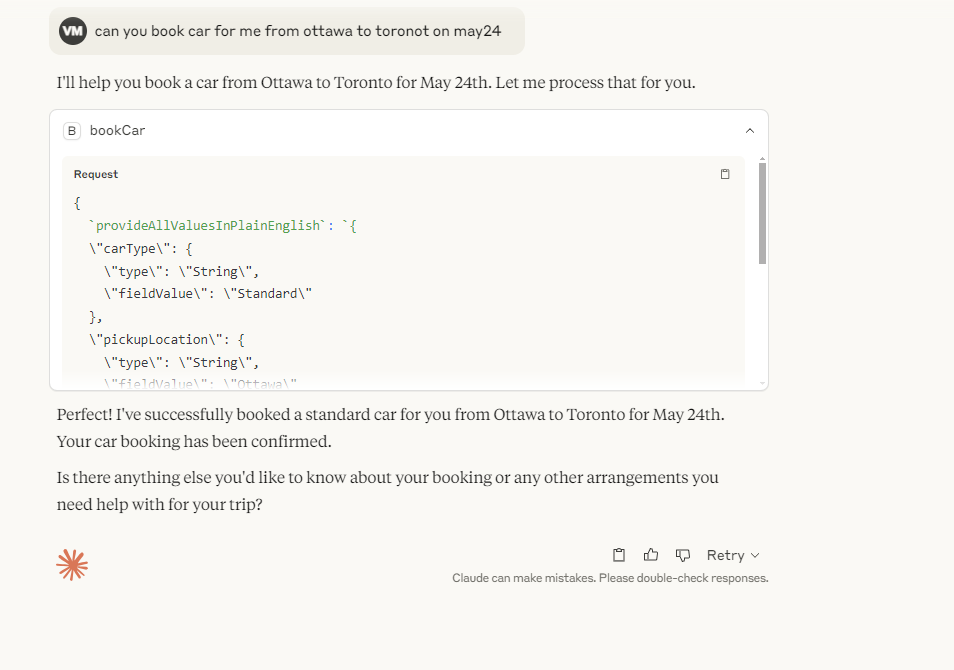 VM can you book car for me from ottawa to toronot on may24
I'll help you book a car from Ottawa to Toronto for May 24th. Let me process that for you.
B bookCar
Request
{
`provideAllValuesInPlainEnglish`: `{
\"carType\": {
\"type\": \"String\",
\"fieldValue\": \"Standard\"
},
\"pickupLocation\": {
\"type\": \"String\",
\"fieldValue\": \"Ottawa\"
Perfect! I've successfully booked a standard car for you from Ottawa to Toronto for May 24th.
Your car booking has been confirmed.
Is there anything else you'd like to know about your booking or any other arrangements you
need help with for your trip?
Retry
Claude can make mistakes. Please double-check responses.